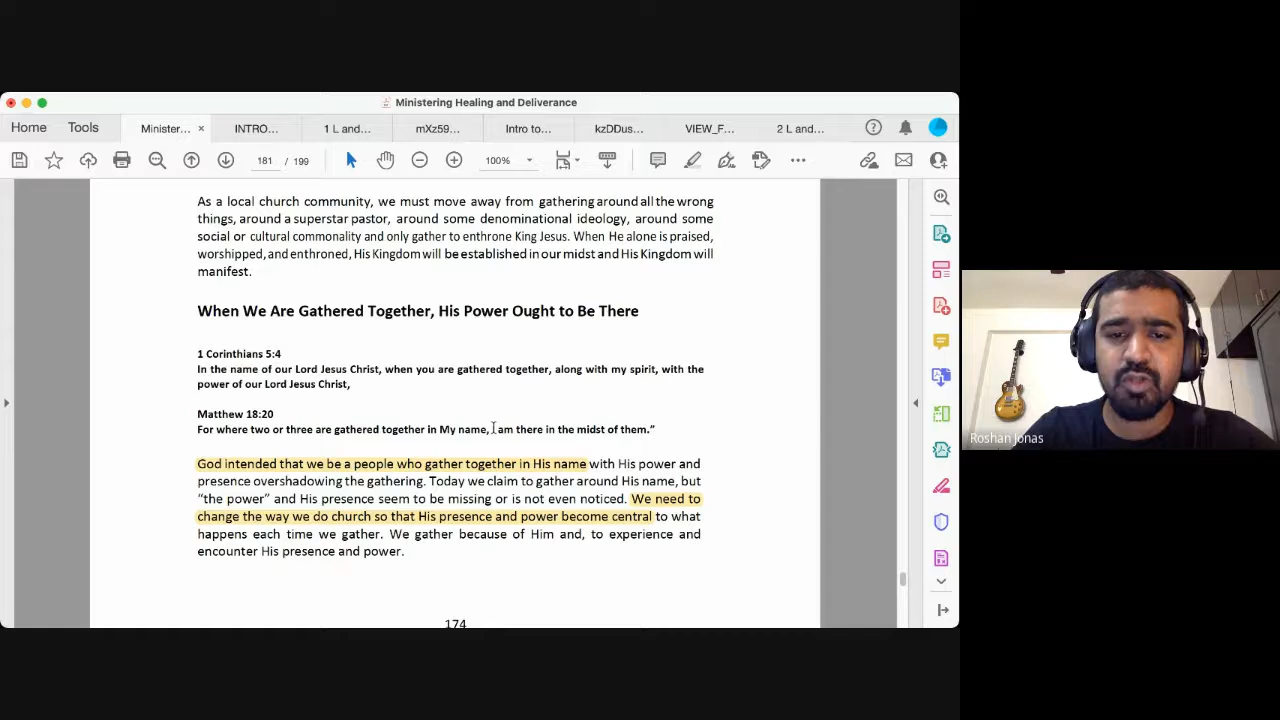 Ministering Healing and Deliverance
Home Tools Minister... × INTRO... 1 L and... mXz59... Intro to... kzDDus... VIEW_F... 2 L and...
181 / 199 100%
As a local church community, we must move away from gathering around all the wrong
things, around a superstar pastor, around some denominational ideology, around some
social or cultural commonality and only gather to enthrone King Jesus. When He alone is praised,
worshipped, and enthroned, His Kingdom will be established in our midst and His Kingdom will
manifest.
When We Are Gathered Together, His Power Ought to Be There
1 Corinthians 5:4
In the name of our Lord Jesus Christ, when you are gathered together, along with my spirit, with the
power of our Lord Jesus Christ,
Matthew 18:20
For where two or three are gathered together in My name, I am there in the midst of them.”
God intended that we be a people who gather together in His name with His power and
presence overshadowing the gathering. Today we claim to gather around His name, but
“the power” and His presence seem to be missing or is not even noticed. We need to
change the way we do church so that His presence and power become central to what
happens each time we gather. We gather because of Him and, to experience and
encounter His presence and power.
174
Roshan Jonas